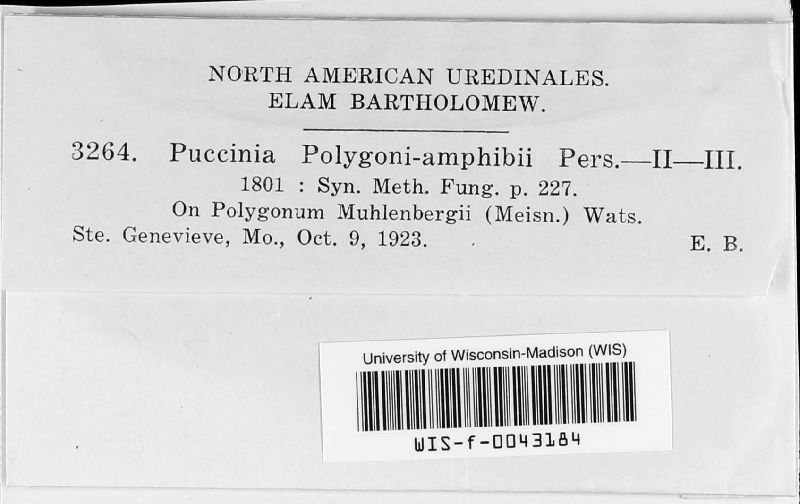 NORTH AMERICAN UREDINALES.
ELAM BARTHOLOMEW.
3264. Puccinia Polygoni-amphibii Pers.—II—III.
1801 : Syn. Meth. Fung. p. 227.
On Polygonum Muhlenbergii (Meisn.) Wats.
Ste. Genevieve, Mo., Oct. 9, 1923. E. B.
University of Wisconsin-Madison (WIS)
WIS-f-0043184